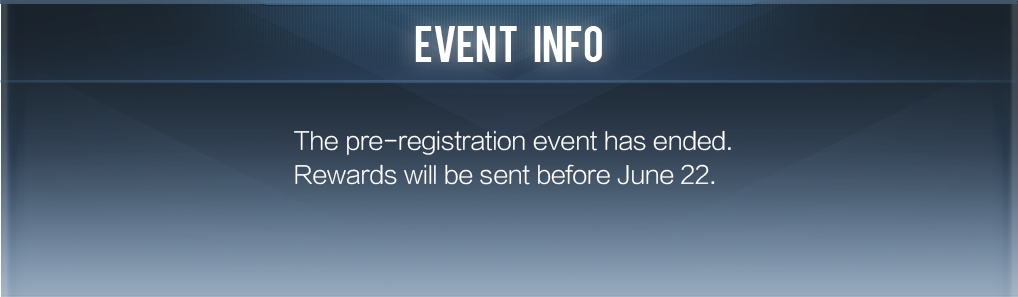 EVENT INFO
The pre-registration event has ended.
Rewards will be sent before June 22.